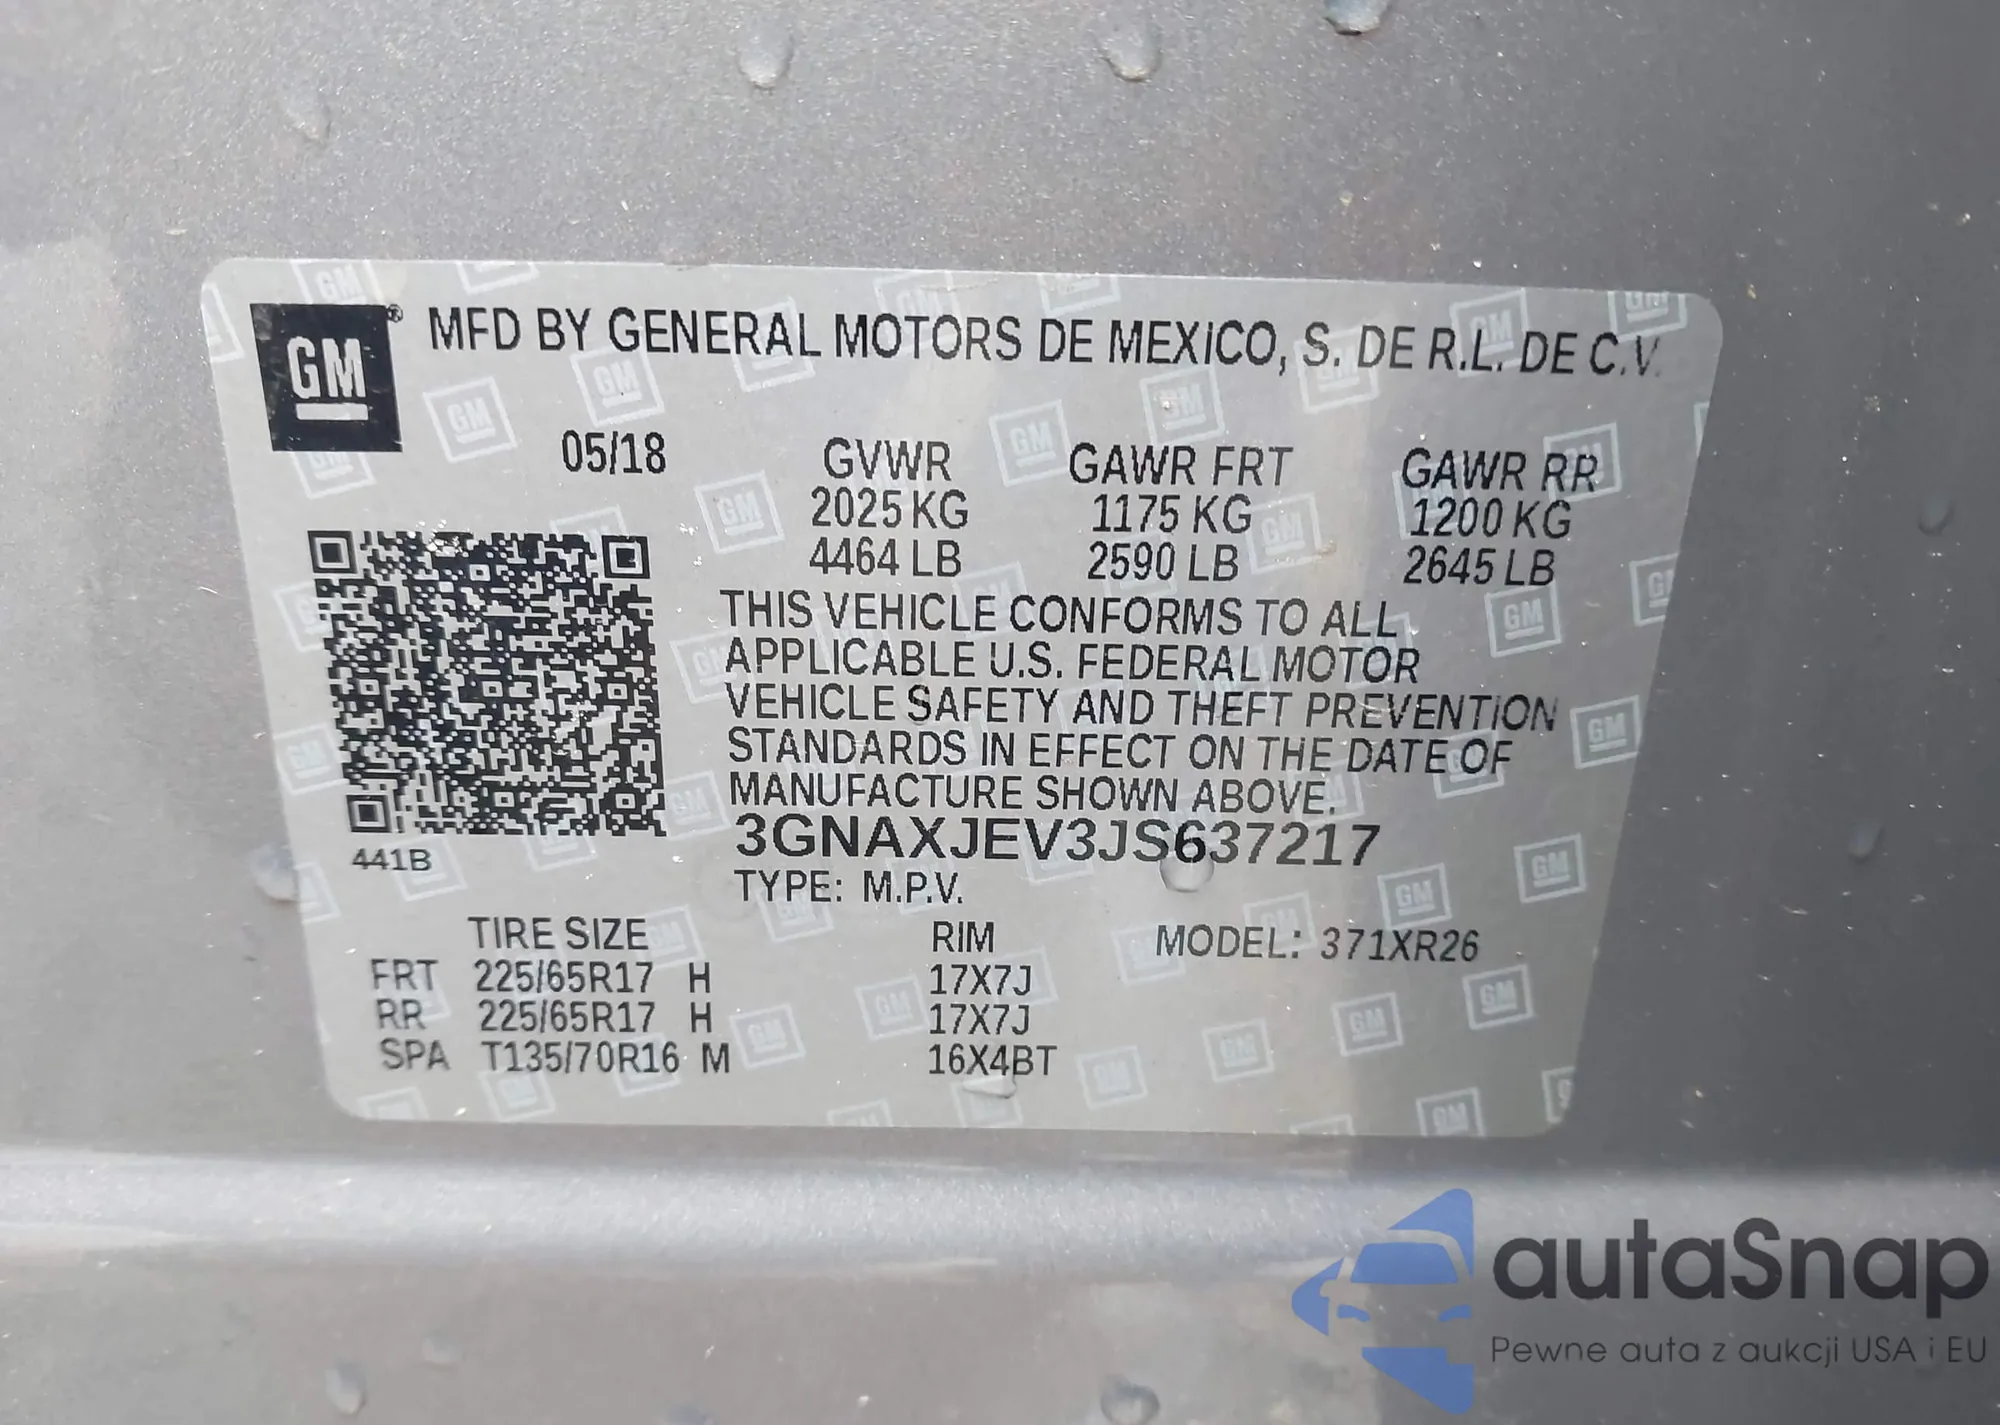 GM® MFD BY GENERAL MOTORS DE MEXICO, S. DE R.L. DE C.V.
05/18 GVWR GAWR FRT GAWR RR
2025 KG 1175 KG 1200 KG
4464 LB 2590 LB 2645 LB
THIS VEHICLE CONFORMS TO ALL
APPLICABLE U.S. FEDERAL MOTOR
VEHICLE SAFETY AND THEFT PREVENTION
STANDARDS IN EFFECT ON THE DATE OF
MANUFACTURE SHOWN ABOVE.
3GNAXJEV3JS637217
441B
TYPE: M.P.V.
TIRE SIZE RIM MODEL: 371XR26
FRT 225/65R17 H 17X7J
RR 225/65R17 H 17X7J
SPA T135/70R16 M 16X4BT
autaSnap
Pewne auta z aukcji USA i EU